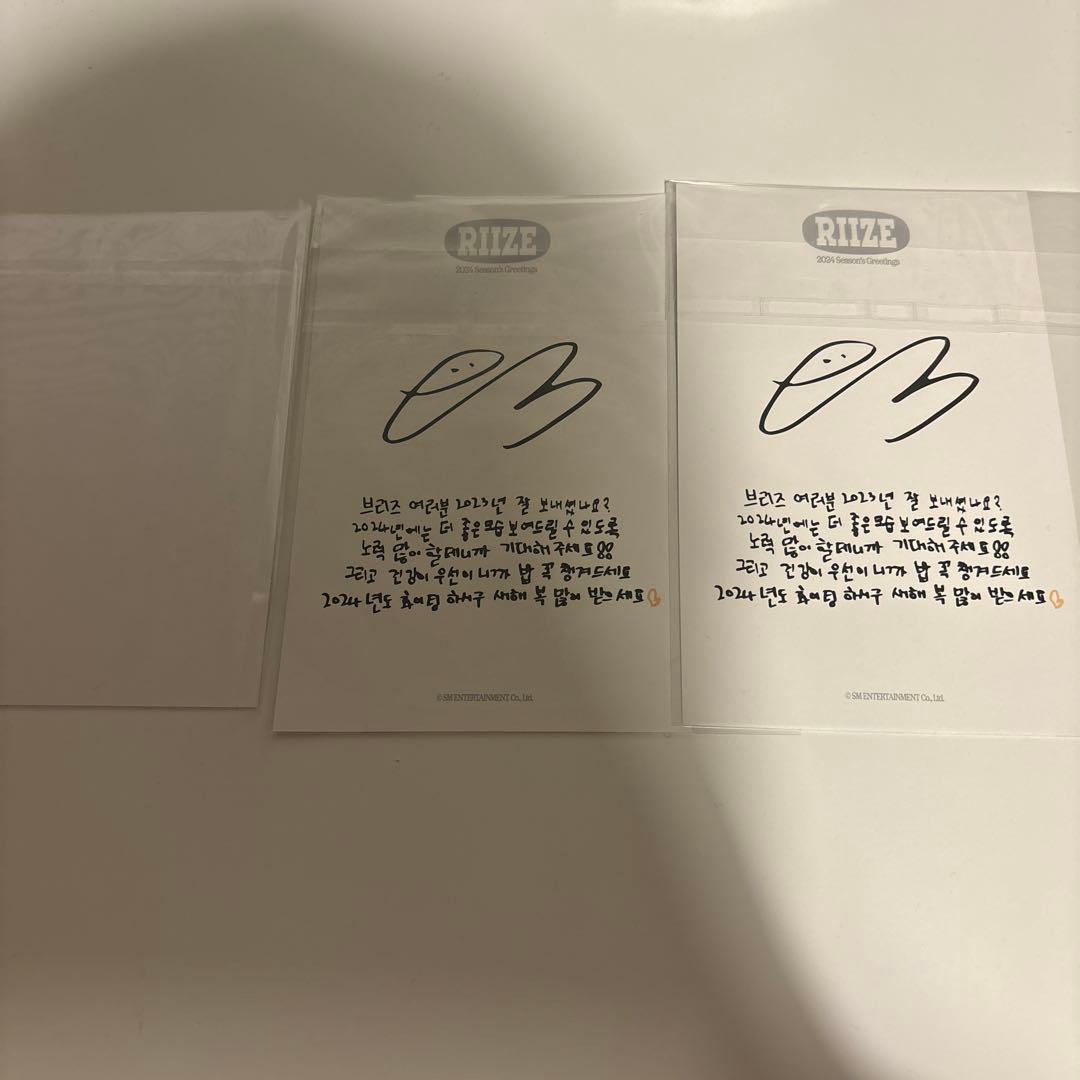 RIIZE
2024 Season's Greetings
브리즈 여러분 2023년 잘 보내셨나요?
2024년에는 더 좋은모습 보여드릴 수 있도록
노력 많이 할테니까 기대해 주세요
그리고 건강이 우선이니까 밥 꼭 챙겨드세요
2024년도 화이팅 하시구 새해 복 많이 받으세요
© SM ENTERTAINMENT Co., Ltd.
RIIZE
2024 Season's Greetings
브리즈 여러분 2023년 잘 보내셨나요?
2024년에는 더 좋은모습 보여드릴 수 있도록
노력 많이 할테니까 기대해 주세요
그리고 건강이 우선이니까 밥 꼭 챙겨드세요
2024년도 화이팅 하시구 새해 복 많이 받으세요
© SM ENTERTAINMENT Co., Ltd.